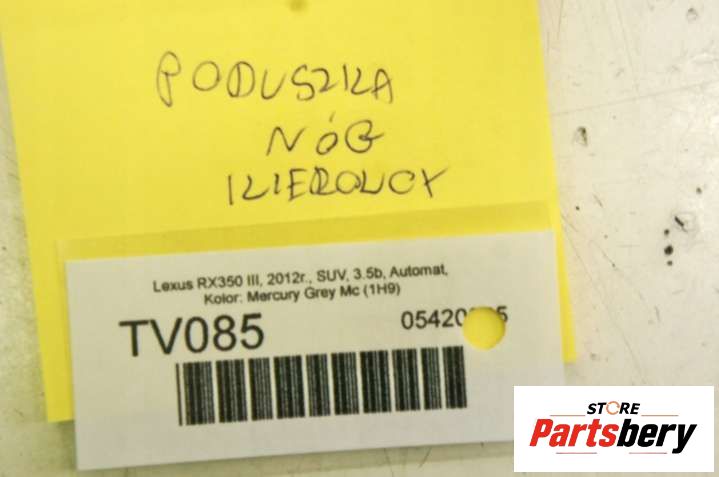 PODUSZKA
NÓG
KIEROWCY
Lexus RX350 III, 2012r., SUV, 3.5b, Automat,
Kolor: Mercury Grey Mc (1H9)
TV085
STORE
Partsbery